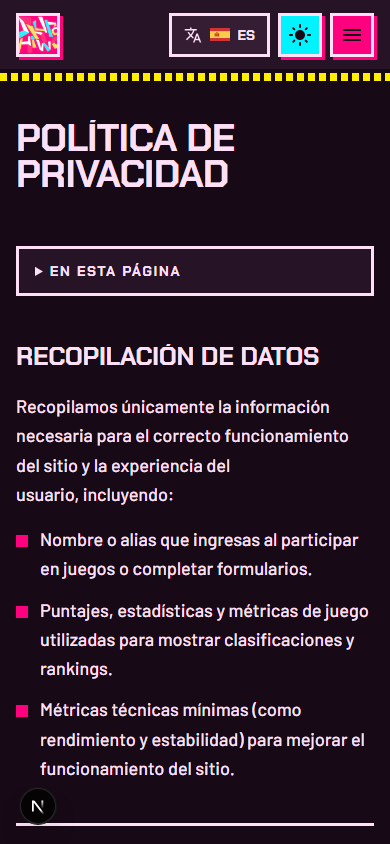 ES
POLÍTICA DE
PRIVACIDAD
EN ESTA PÁGINA
RECOPILACIÓN DE DATOS
Recopilamos únicamente la información
necesaria para el correcto funcionamiento
del sitio y la experiencia del
usuario, incluyendo:
Nombre o alias que ingresas al participar
en juegos o completar formularios.
Puntajes, estadísticas y métricas de juego
utilizadas para mostrar clasificaciones y
rankings.
Métricas técnicas mínimas (como
rendimiento y estabilidad) para mejorar el
funcionamiento del sitio.
N